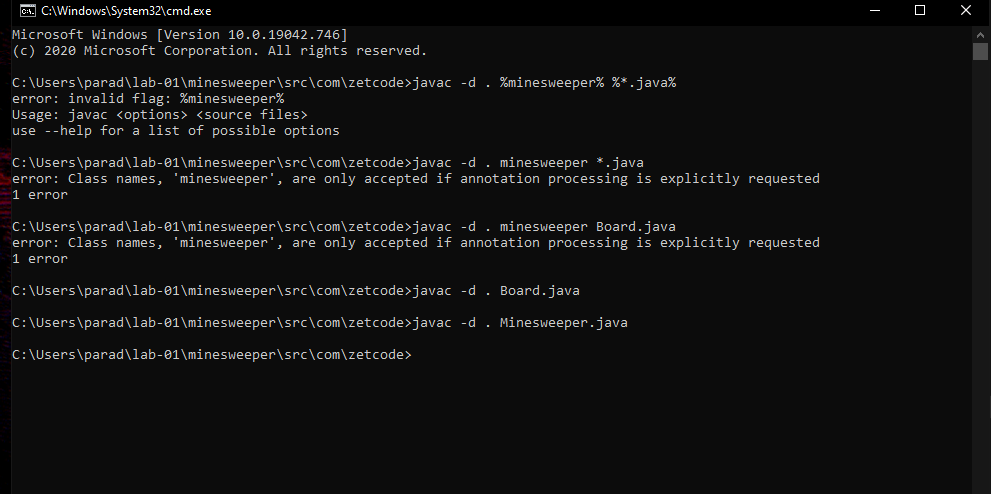 C:\Windows\System32\cmd.exe
Microsoft Windows [Version 10.0.19042.746]
(c) 2020 Microsoft Corporation. All rights reserved.
C:\Users\parad\lab-01\minesweeper\src\com\zetcode>javac -d . %minesweeper% %*.java%
error: invalid flag: %minesweeper%
Usage: javac <options> <source files>
use --help for a list of possible options
C:\Users\parad\lab-01\minesweeper\src\com\zetcode>javac -d . minesweeper *.java
error: Class names, 'minesweeper', are only accepted if annotation processing is explicitly requested
1 error
C:\Users\parad\lab-01\minesweeper\src\com\zetcode>javac -d . minesweeper Board.java
error: Class names, 'minesweeper', are only accepted if annotation processing is explicitly requested
1 error
C:\Users\parad\lab-01\minesweeper\src\com\zetcode>javac -d . Board.java
C:\Users\parad\lab-01\minesweeper\src\com\zetcode>javac -d . Minesweeper.java
C:\Users\parad\lab-01\minesweeper\src\com\zetcode>